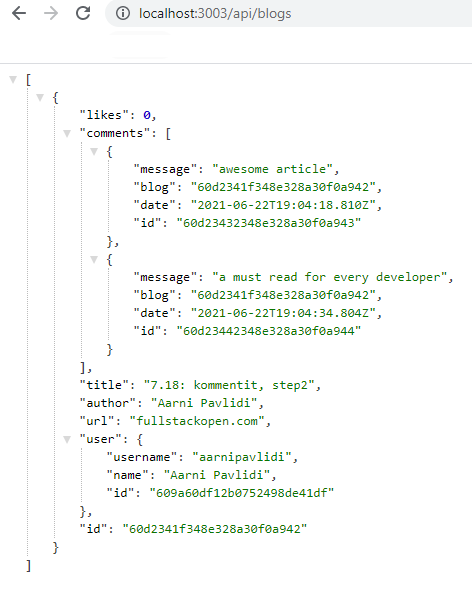 localhost:3003/api/blogs
[
{
"likes": 0,
"comments": [
{
"message": "awesome article",
"blog": "60d2341f348e328a30f0a942",
"date": "2021-06-22T19:04:18.810Z",
"id": "60d23432348e328a30f0a943"
},
{
"message": "a must read for every developer",
"blog": "60d2341f348e328a30f0a942",
"date": "2021-06-22T19:04:34.804Z",
"id": "60d23442348e328a30f0a944"
}
],
"title": "7.18: kommentit, step2",
"author": "Aarni Pavlidi",
"url": "fullstackopen.com",
"user": {
"username": "aarnipavlidi",
"name": "Aarni Pavlidi",
"id": "609a60df12b0752498de41df"
},
"id": "60d2341f348e328a30f0a942"
}
]